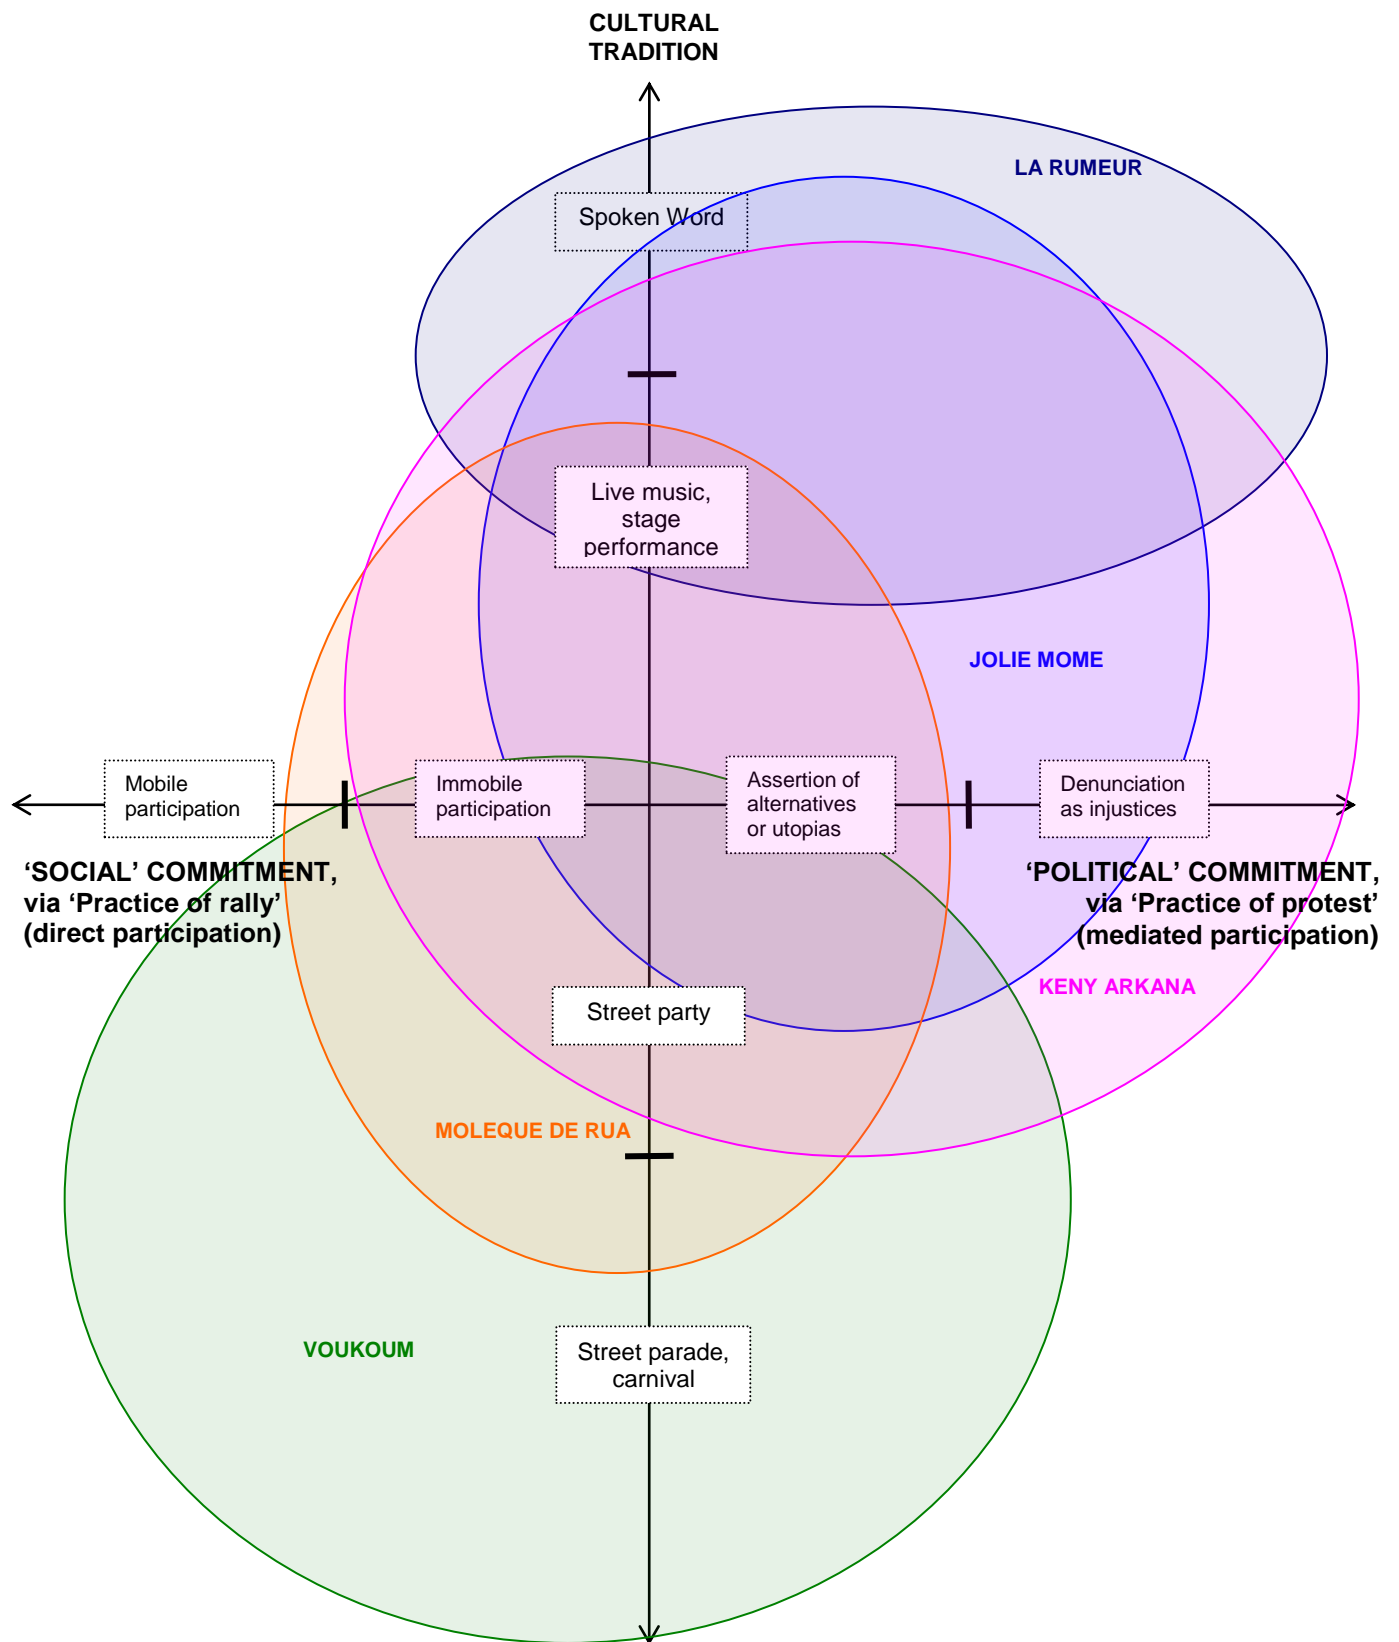 CULTURAL
TRADITION
LA RUMEUR
Spoken Word
Live music,
stage
performance
JOLIE MOME
Mobile
participation
Immobile
participation
Assertion of
alternatives
or utopias
Denunciation
as injustices
‘SOCIAL’ COMMITMENT,
via ‘Practice of rally’
(direct participation)
‘POLITICAL’ COMMITMENT,
via ‘Practice of protest’
(mediated participation)
KENY ARKANA
Street party
MOLEQUE DE RUA
VOUKOUM
Street parade,
carnival